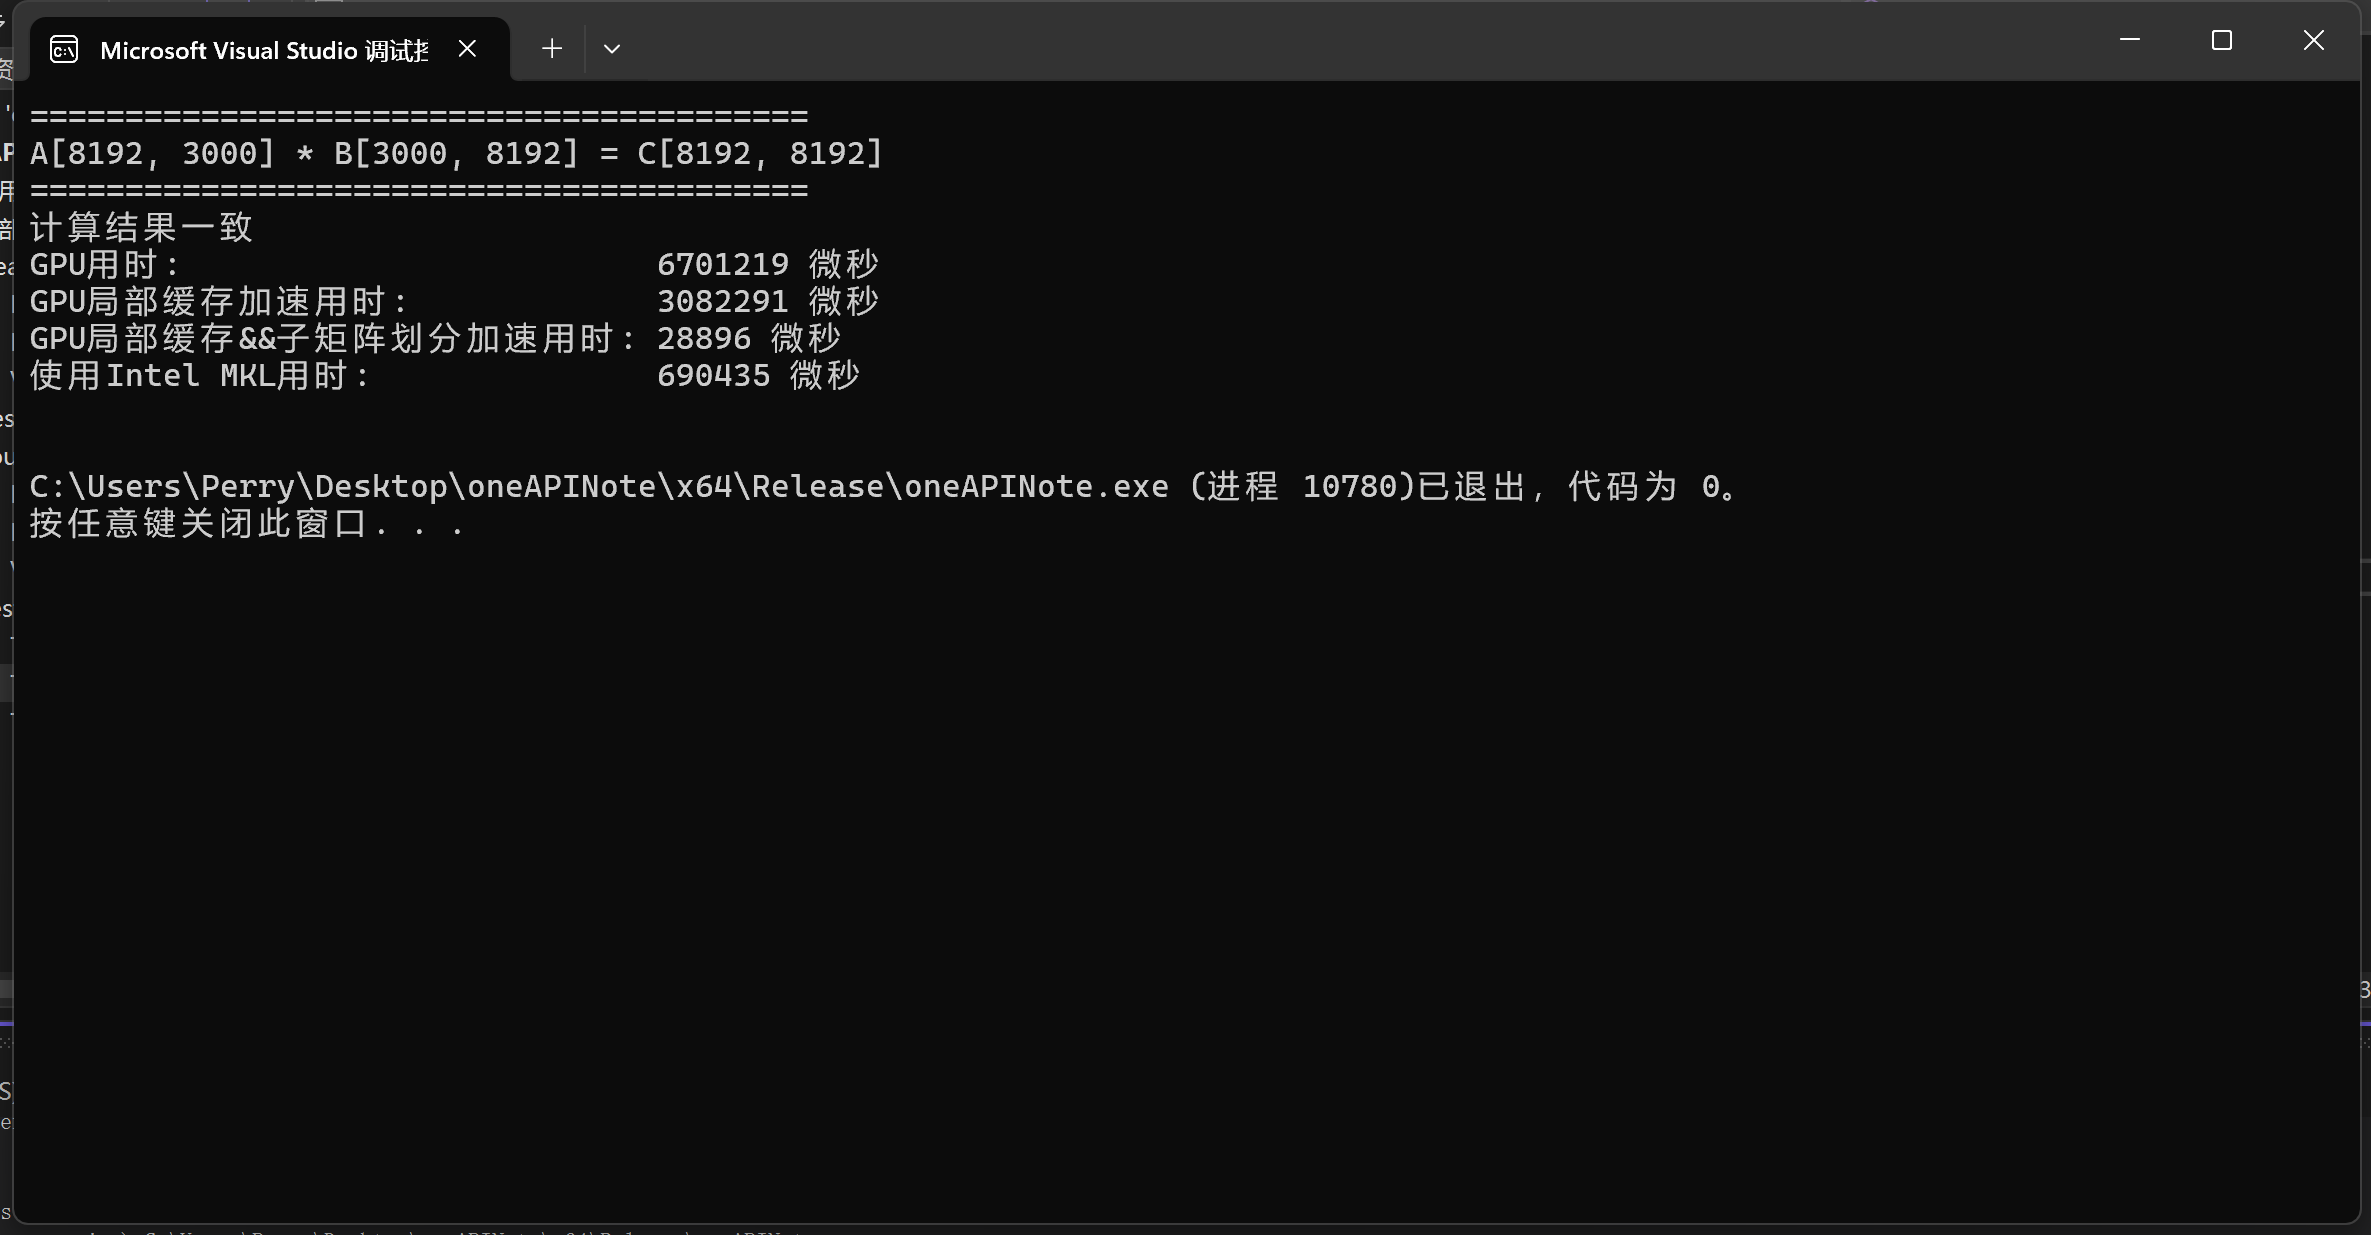 Microsoft Visual Studio 调试控
=========================================
A[8192, 3000] * B[3000, 8192] = C[8192, 8192]
=========================================
计算结果一致
GPU用时: 6701219 微秒
GPU局部缓存加速用时: 3082291 微秒
GPU局部缓存&&子矩阵划分加速用时: 28896 微秒
使用Intel MKL用时: 690435 微秒
C:\Users\Perry\Desktop\oneAPINote\x64\Release\oneAPINote.exe (进程 10780)已退出，代码为 0。
按任意键关闭此窗口. . .